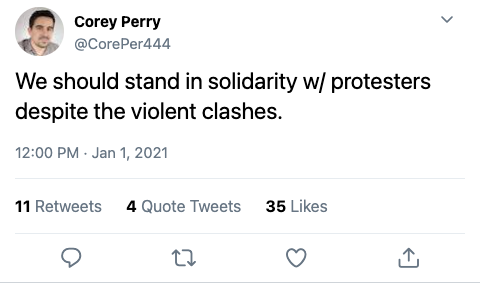 Corey Perry
@CorePer444
We should stand in solidarity w/ protesters
despite the violent clashes.
12:00 PM · Jan 1, 2021
11 Retweets 4 Quote Tweets 35 Likes